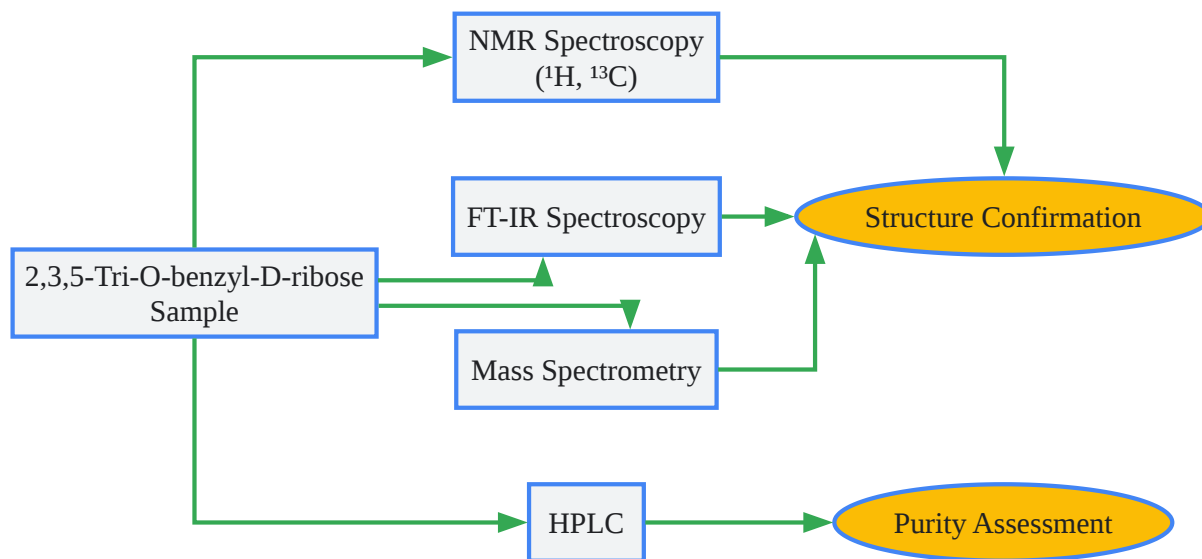 NMR Spectroscopy
(¹H, ¹³C)
FT-IR Spectroscopy
Structure Confirmation
2,3,5-Tri-O-benzyl-D-ribose
Sample
Mass Spectrometry
HPLC
Purity Assessment